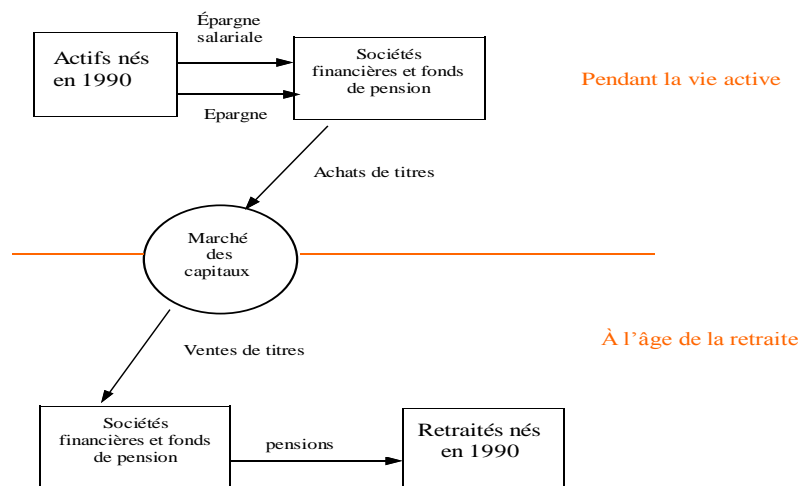 Épargne
salariale
Actifs nés
en 1990
Sociétés
financières et fonds
de pension
Pendant la vie active
Epargne
Achats de titres
Marché
des
capitaux
À l'âge de la retraite
Ventes de titres
Sociétés
financières et fonds
de pension
pensions
Retraités nés
en 1990